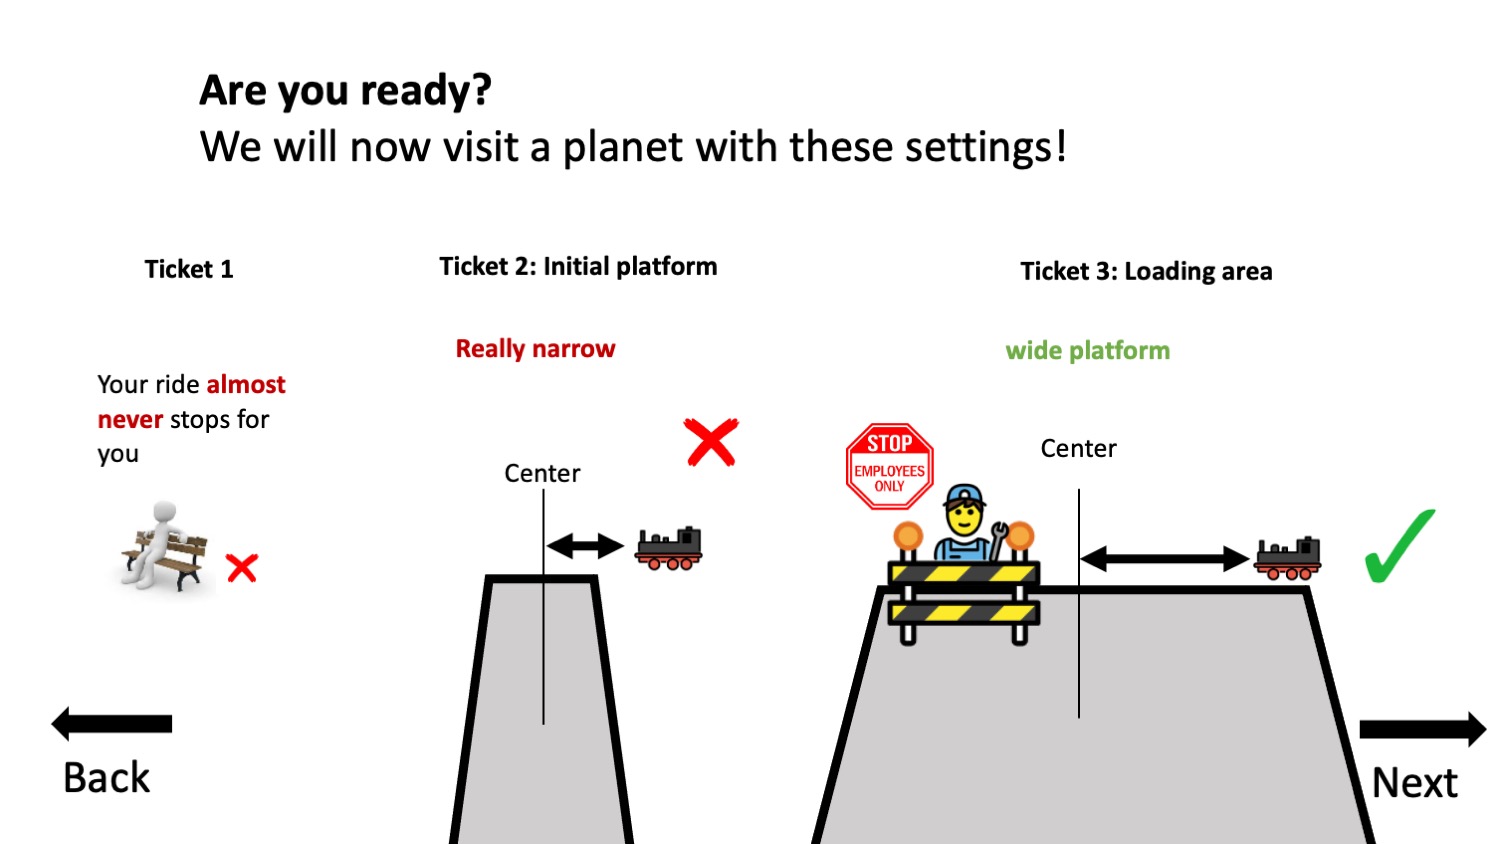 Are you ready?
We will now visit a planet with these settings!
Ticket 1
Ticket 2: Initial platform
Ticket 3: Loading area
Really narrow
wide platform
Your ride almost
never stops for
you
Center
STOP
EMPLOYEES
ONLY
Center
Back
Next